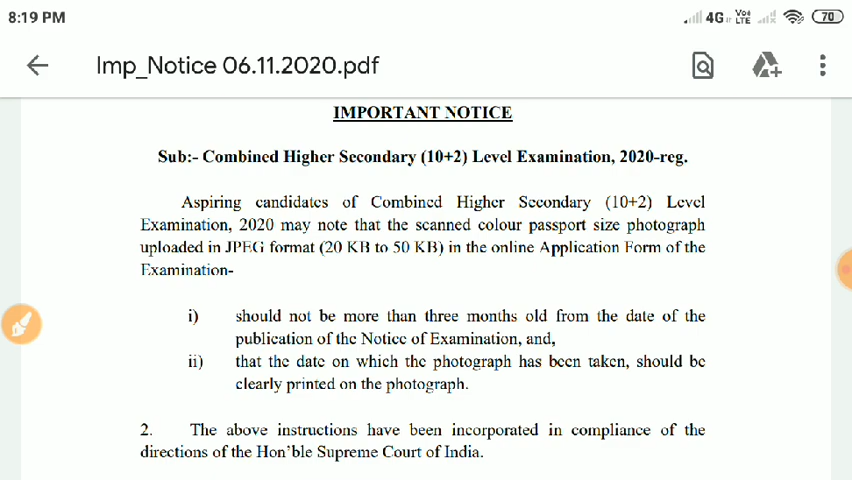 8:19 PM 4G Vo) LTE 70
Imp_Notice 06.11.2020.pdf
IMPORTANT NOTICE
Sub:- Combined Higher Secondary (10+2) Level Examination, 2020-reg.
Aspiring candidates of Combined Higher Secondary (10+2) Level
Examination, 2020 may note that the scanned colour passport size photograph
uploaded in JPEG format (20 KB to 50 KB) in the online Application Form of the
Examination-
i) should not be more than three months old from the date of the
publication of the Notice of Examination, and,
ii) that the date on which the photograph has been taken, should be
clearly printed on the photograph.
2. The above instructions have been incorporated in compliance of the
directions of the Hon'ble Supreme Court of India.